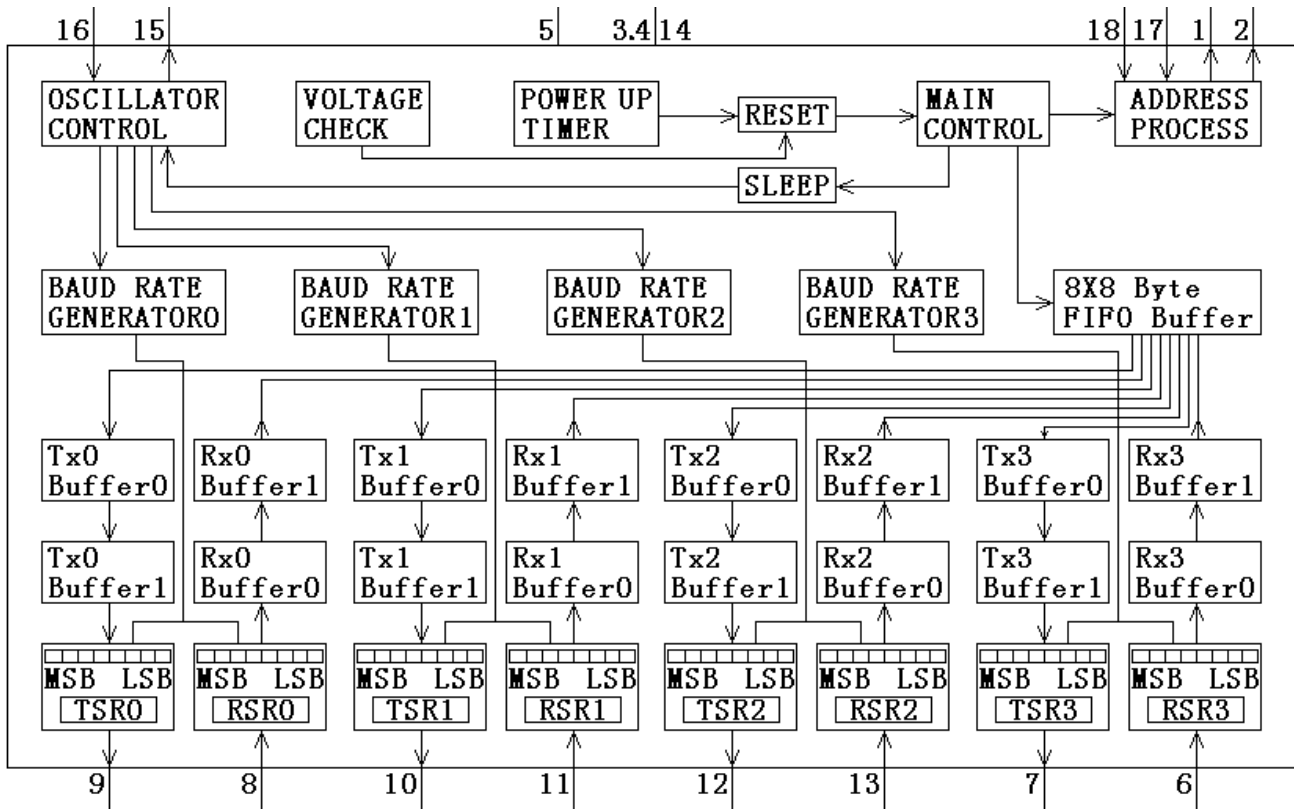 16 15 5 3.4 14 18 17 1 2
OSCILLATOR
CONTROL
VOLTAGE
CHECK
POWER UP
TIMER
RESET
MAIN
CONTROL
ADDRESS
PROCESS
SLEEP
BAUD RATE
GENERATOR0
BAUD RATE
GENERATOR1
BAUD RATE
GENERATOR2
BAUD RATE
GENERATOR3
8X8 Byte
FIFO Buffer
Tx0
Buffer0
Rx0
Buffer1
Tx1
Buffer0
Rx1
Buffer1
Tx2
Buffer0
Rx2
Buffer1
Tx3
Buffer0
Rx3
Buffer1
Tx0
Buffer1
Rx0
Buffer0
Tx1
Buffer1
Rx1
Buffer0
Tx2
Buffer1
Rx2
Buffer0
Tx3
Buffer1
Rx3
Buffer0
MSB LSB
TSR0
MSB LSB
RSR0
MSB LSB
TSR1
MSB LSB
RSR1
MSB LSB
TSR2
MSB LSB
RSR2
MSB LSB
TSR3
MSB LSB
RSR3
9 8 10 11 12 13 7 6